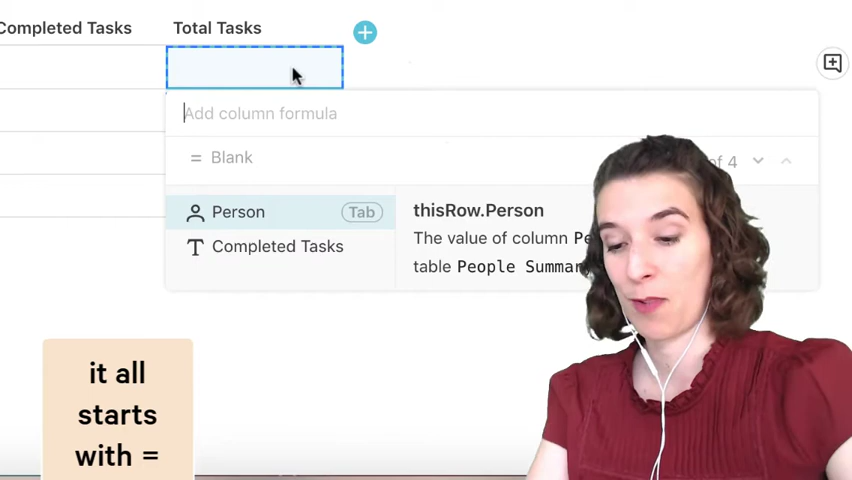 Completed Tasks Total Tasks
Add column formula
= Blank
of 4
Person Tab
thisRow.Person
The value of column
Completed Tasks
table People Summary
it all
starts
with =